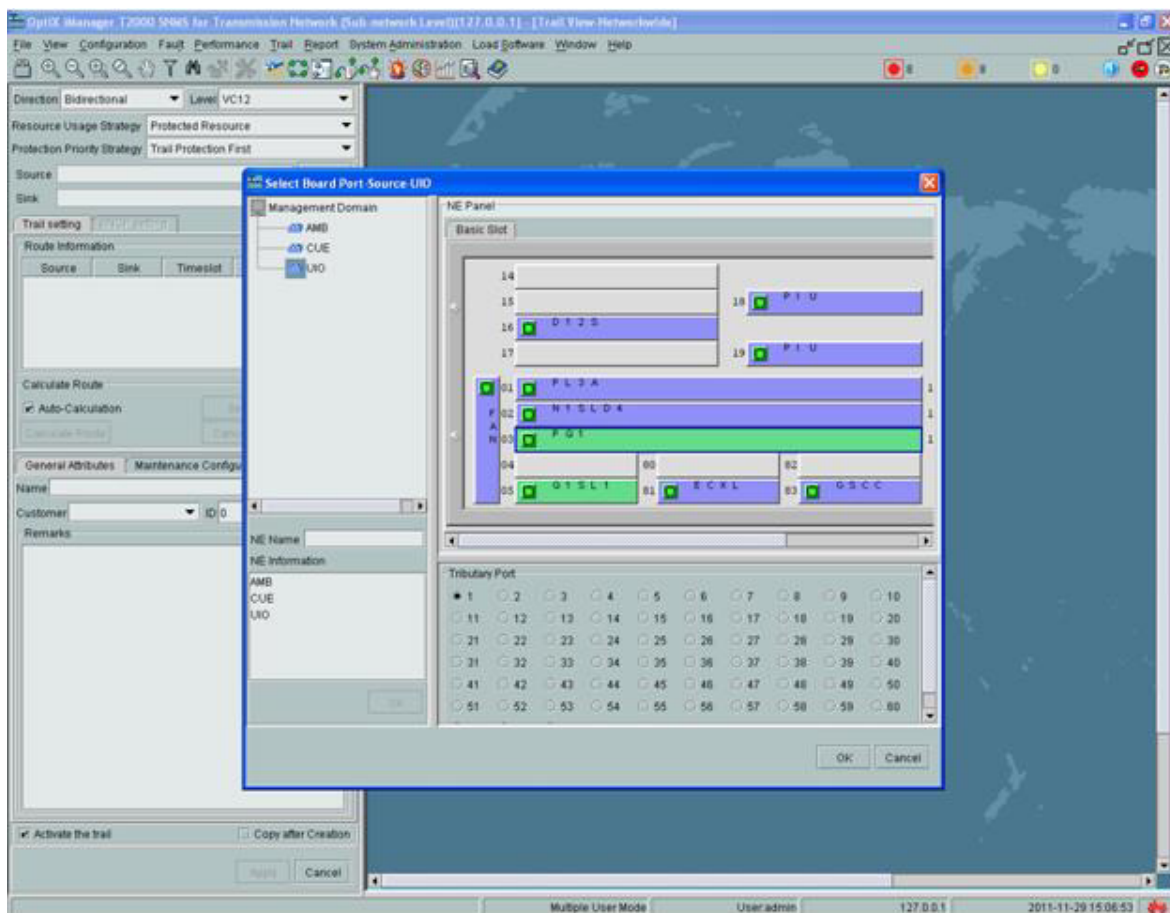 OptiX iManager T2000 SNMS for Transmission Network (Sub-network Level)[127.0.0.1] - [Trail View-Networkwide]
File View Configuration Fault Performance Trail Report System Administration Load Software Window Help
Direction Bidirectional Level VC12
Resource Usage Strategy Protected Resource
Protection Priority Strategy Trail Protection First
Source
Sink
Trail setting
Route Information
Source Sink Timeslot
Calculate Route
Auto-Calculation
Calculate Route
General Attributes Maintenance Configu
Name
Customer ID 0
Remarks
Activate the trail Copy after Creation
Apply Cancel
Select Board Port-Source-UIO
Management Domain
AMB
CUE
UIO
NE Name
NE Information
AMB
CUE
UIO
OK
NE Panel
Basic Slot
14
15
18 PIU
16 D12S
17
19 PIU
FAN
01 PL3A 1
02 N1SLD4 1
03 PQ1 1
04 80 82
05 Q1SL1 81 ECXL 83 GSCC
Tributary Port
1 2 3 4 5 6 7 8 9 10
11 12 13 14 15 16 17 18 19 20
21 22 23 24 25 26 27 28 29 30
31 32 33 34 35 36 37 38 39 40
41 42 43 44 45 46 47 48 49 50
51 52 53 54 55 56 57 58 59 60
OK Cancel
Multiple User Mode User:admin 127.0.0.1 2011-11-29 15:06:53